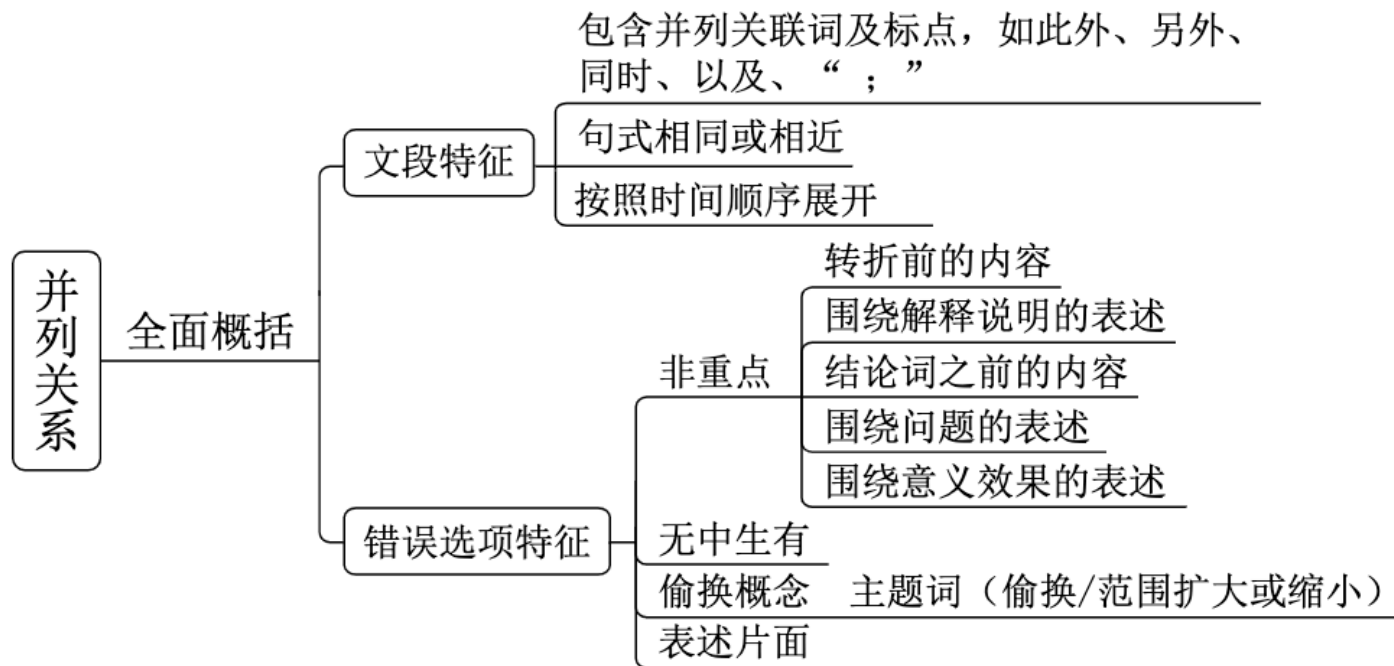 并列关系
全面概括
文段特征
包含并列关联词及标点，如此外、另外、
同时、以及、“；”
句式相同或相近
按照时间顺序展开
错误选项特征
非重点
转折前的内容
围绕解释说明的表述
结论词之前的内容
围绕问题的表述
围绕意义效果的表述
无中生有
偷换概念 主题词（偷换/范围扩大或缩小）
表述片面